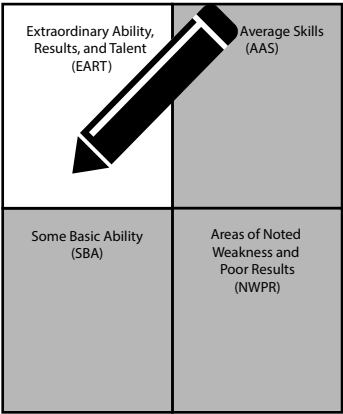 Extraordinary Ability,
Results, and Talent
(EART)
Average Skills
(AAS)
Some Basic Ability
(SBA)
Areas of Noted
Weakness and
Poor Results
(NWPR)